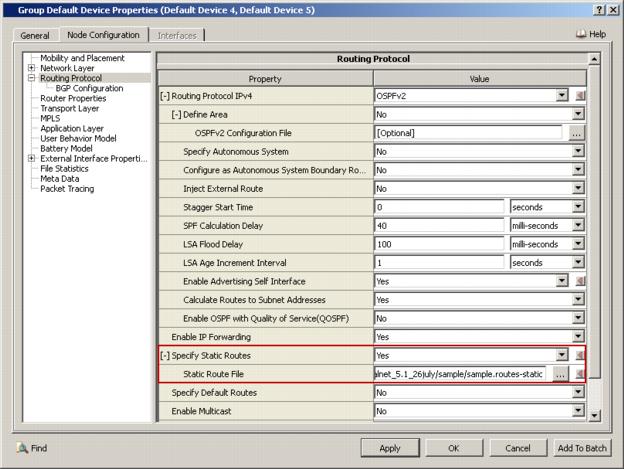 Group Default Device Properties (Default Device 4, Default Device 5)
General Node Configuration Interfaces Help
Mobility and Placement
Network Layer
Routing Protocol
BGP Configuration
Router Properties
Transport Layer
MPLS
Application Layer
User Behavior Model
Battery Model
External Interface Properti...
File Statistics
Meta Data
Packet Tracing
Routing Protocol
Property Value
[-] Routing Protocol IPv4 OSPFv2
[-] Define Area No
OSPFv2 Configuration File [Optional] ...
Specify Autonomous System No
Configure as Autonomous System Boundary Ro... No
Inject External Route No
Stagger Start Time 0 seconds
SPF Calculation Delay 40 milli-seconds
LSA Flood Delay 100 milli-seconds
LSA Age Increment Interval 1 seconds
Enable Advertising Self Interface Yes
Calculate Routes to Subnet Addresses Yes
Enable OSPF with Quality of Service(QOSPF) No
Enable IP Forwarding Yes
[-] Specify Static Routes Yes
Static Route File alnet_5.1_26july/sample/sample.routes-static ...
Specify Default Routes No
Enable Multicast No
Find Apply OK Cancel Add To Batch